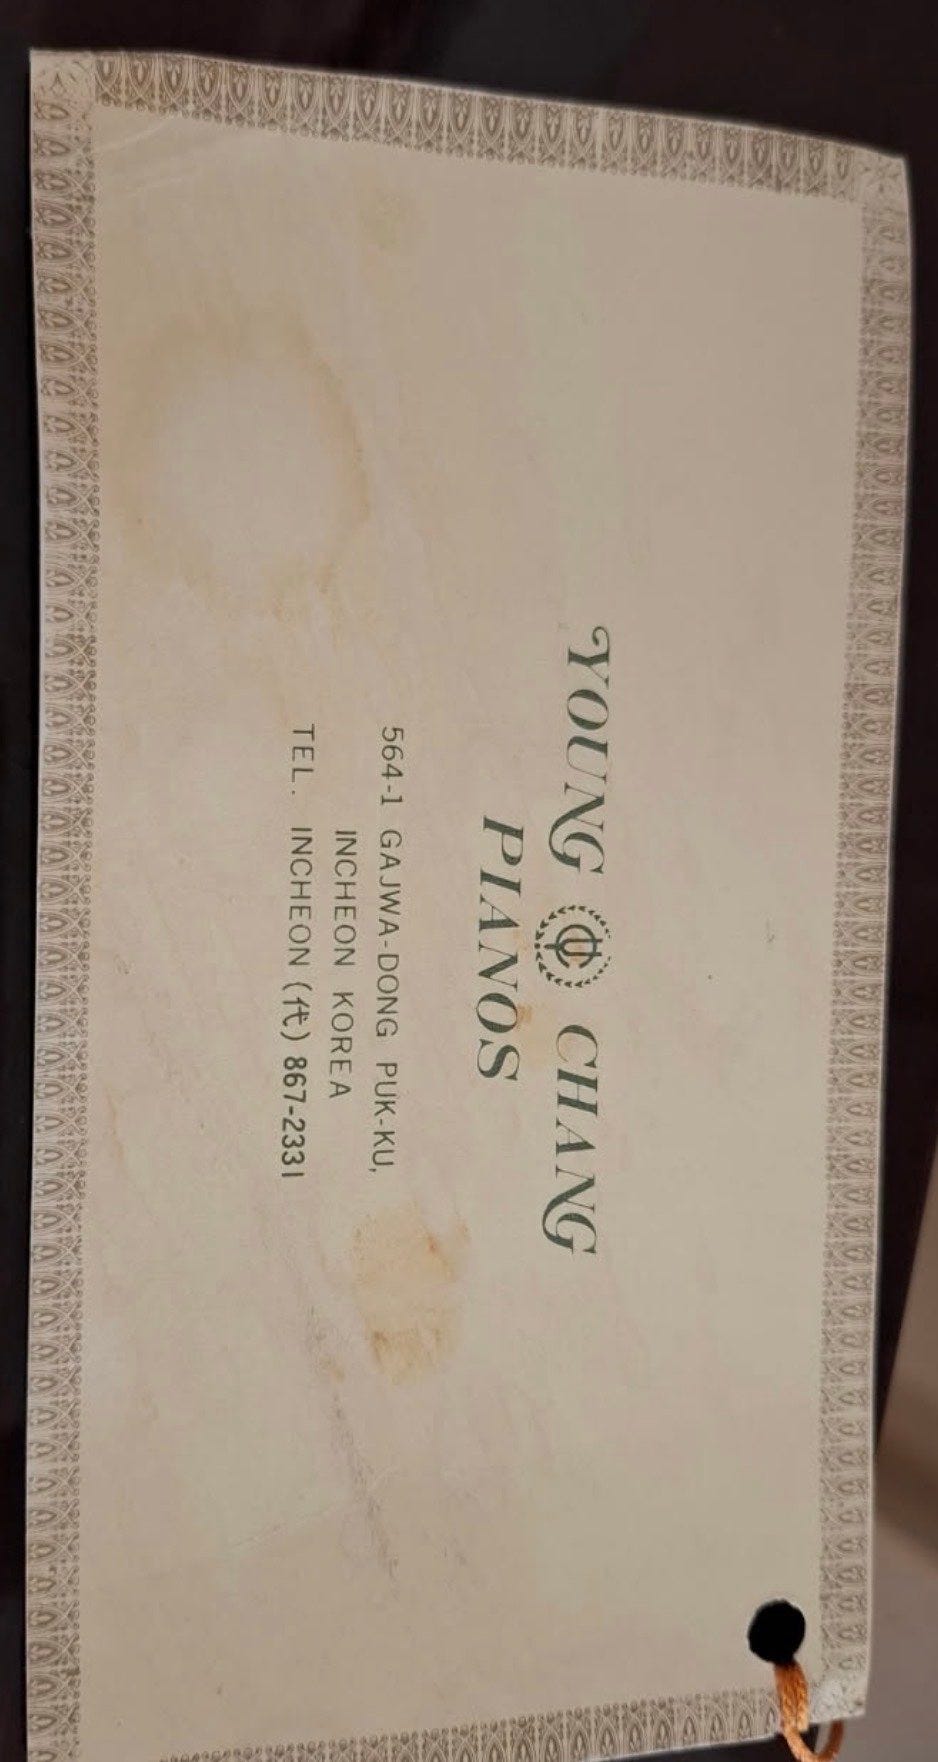 YOUNG CHANG
PIANOS
564-1 GAJWA-DONG PUK-KU,
INCHEON KOREA
TEL. INCHEON (代) 867-2331